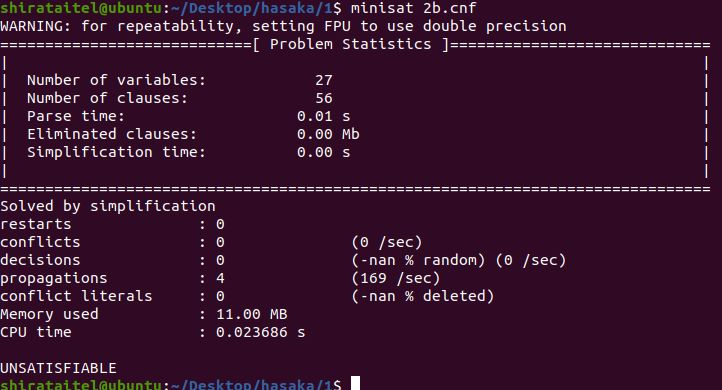 shirataitel@ubuntu:~/Desktop/hasaka/1$ minisat 2b.cnf
WARNING: for repeatability, setting FPU to use double precision
============================[ Problem Statistics ]=============================
|                                                                             |
|  Number of variables:            27                                         |
|  Number of clauses:              56                                         |
|  Parse time:                   0.01 s                                       |
|  Eliminated clauses:           0.00 Mb                                      |
|  Simplification time:          0.00 s                                       |
|                                                                             |
===============================================================================
Solved by simplification
restarts              : 0
conflicts             : 0              (0 /sec)
decisions             : 0              (-nan % random) (0 /sec)
propagations          : 4              (169 /sec)
conflict literals     : 0              (-nan % deleted)
Memory used           : 11.00 MB
CPU time              : 0.023686 s

UNSATISFIABLE
shirataitel@ubuntu:~/Desktop/hasaka/1$